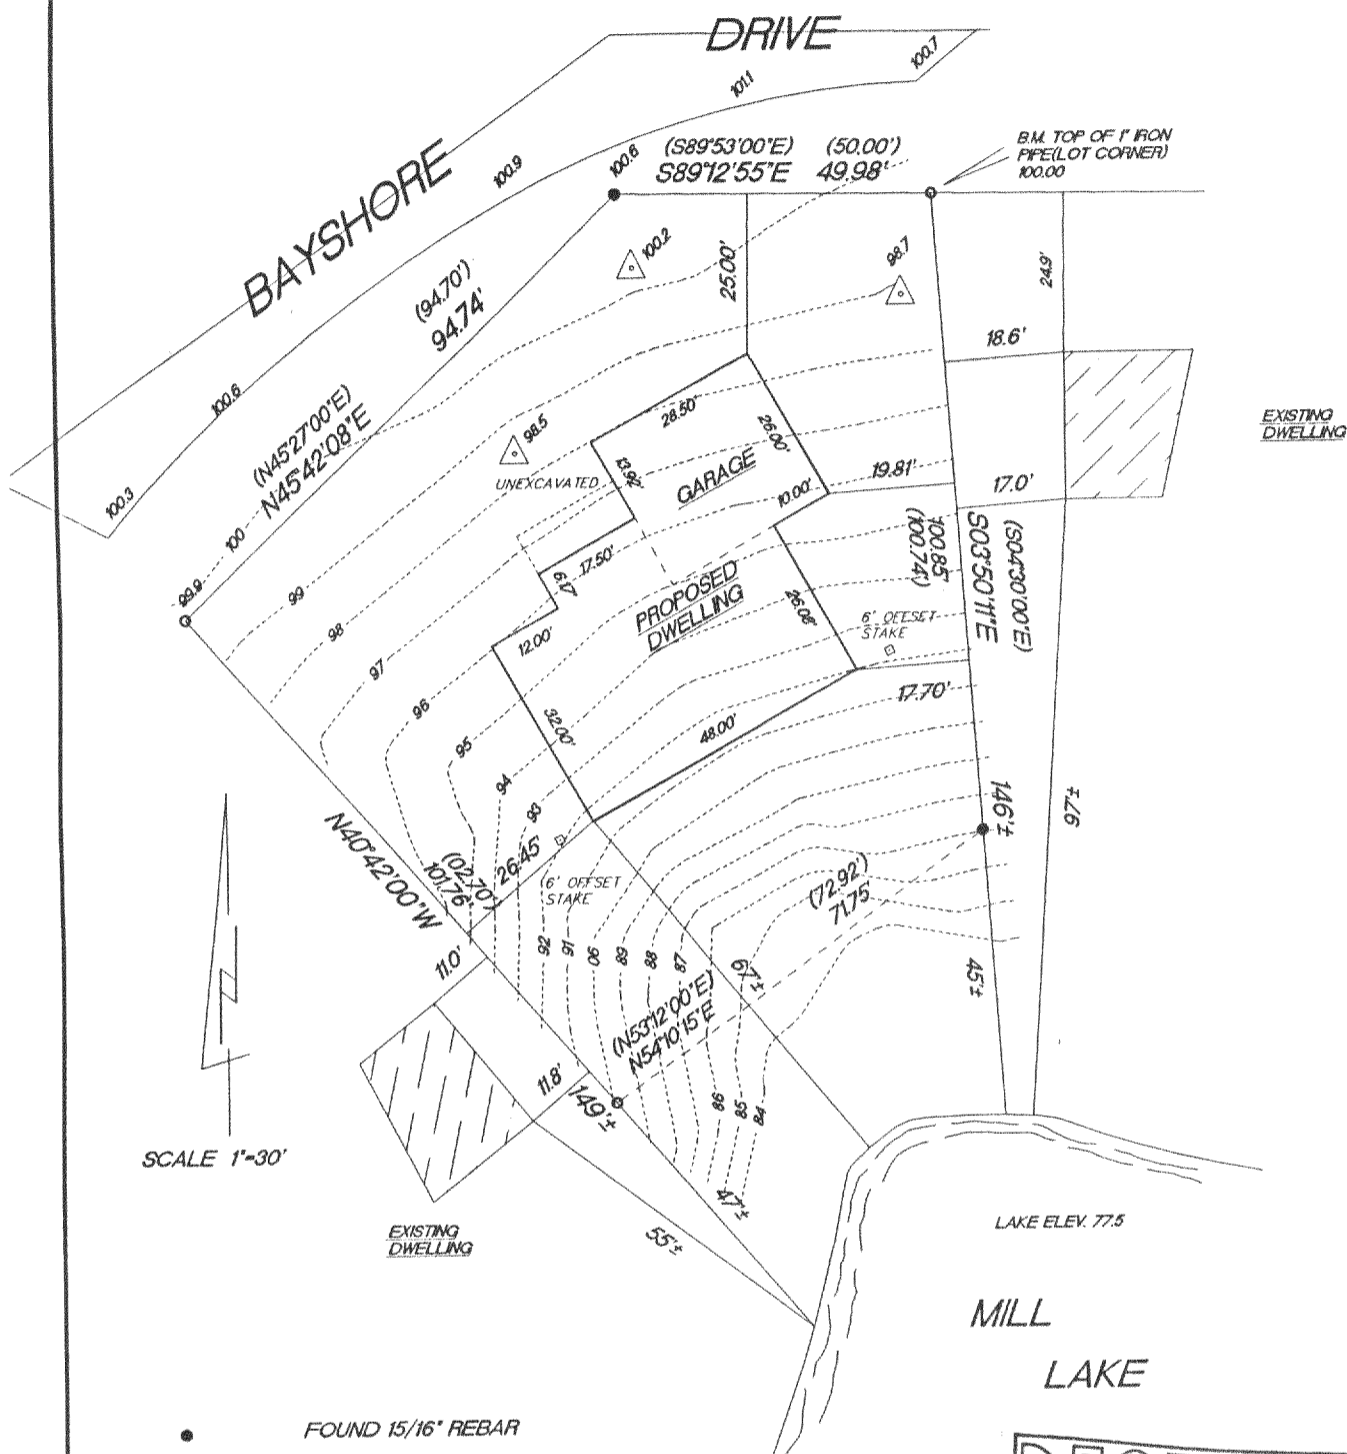 DRIVE
BAYSHORE
100.7
101.1
100.6
100.9
100.6
100.3
(S89°53'00"E) (50.00')
S89°12'55"E 49.98'
B.M. TOP OF 1" IRON
PIPE(LOT CORNER)
100.00
(94.70')
94.74'
(N45°27'00"E)
N45°42'08"E
100.2
98.7
98.5
25.00'
24.9'
18.6'
EXISTING
DWELLING
28.50'
26.00'
13.92'
GARAGE
UNEXCAVATED
19.81'
17.0'
10.00'
17.50'
6.17'
12.00'
PROPOSED
DWELLING
26.08'
100.85'
(100.74')
S03°50'11"E
(S04°30'00"E)
6' OFFSET
STAKE
17.70'
32.00'
48.00'
99.9
100
99
98
97
96
95
94
93
92
91
90
89
88
87
86
85
84
146'±
97'±
45'±
N40°42'00"W
(02.70')
101.76'
26.45'
6' OFFSET
STAKE
(72.92')
71.75'
67'±
(N53°12'00"E)
N54°10'15"E
11.0'
11.8'
149'±
47'±
55'±
SCALE 1"=30'
EXISTING
DWELLING
LAKE ELEV. 77.5
MILL
LAKE
FOUND 15/16" REBAR